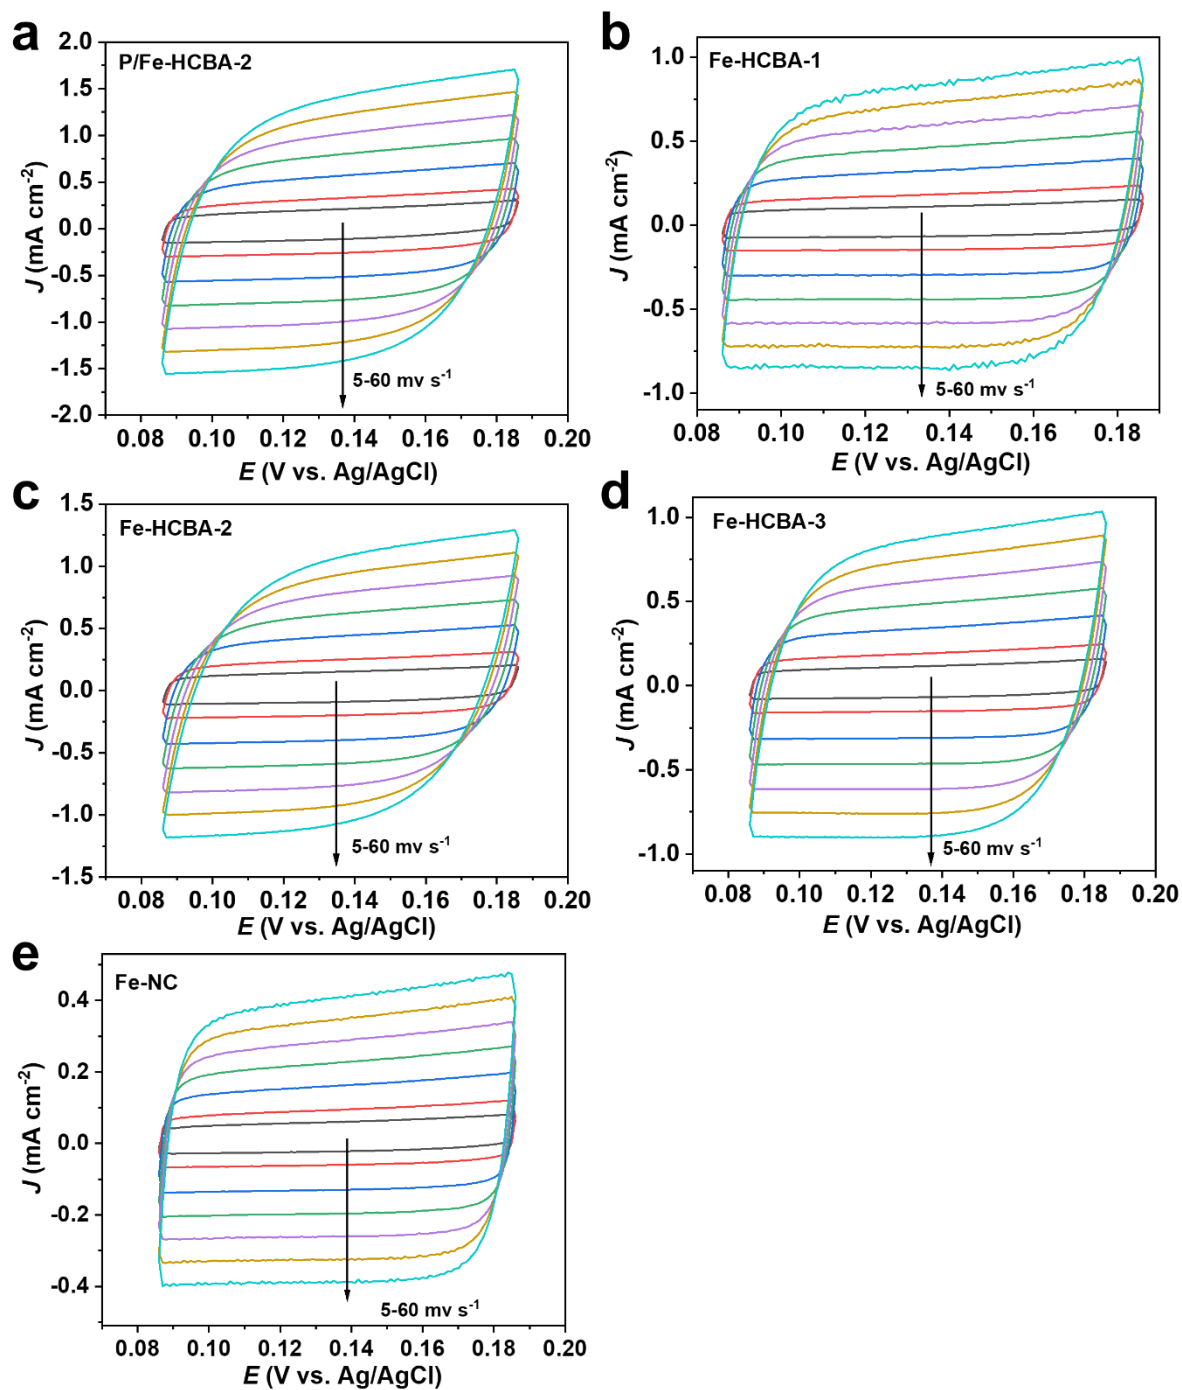 a
P/Fe-HCBA-2
2.0
1.5
1.0
0.5
0.0
-0.5
-1.0
-1.5
-2.0
J (mA cm-2)
5-60 mv s-1
0.08 0.10 0.12 0.14 0.16 0.18 0.20
E (V vs. Ag/AgCl)
b
Fe-HCBA-1
1.0
0.5
0.0
-0.5
-1.0
J (mA cm-2)
5-60 mv s-1
0.08 0.10 0.12 0.14 0.16 0.18
E (V vs. Ag/AgCl)
c
Fe-HCBA-2
1.5
1.0
0.5
0.0
-0.5
-1.0
-1.5
J (mA cm-2)
5-60 mv s-1
0.08 0.10 0.12 0.14 0.16 0.18 0.20
E (V vs. Ag/AgCl)
d
Fe-HCBA-3
1.0
0.5
0.0
-0.5
-1.0
J (mA cm-2)
5-60 mv s-1
0.08 0.10 0.12 0.14 0.16 0.18 0.20
E (V vs. Ag/AgCl)
e
Fe-NC
0.4
0.2
0.0
-0.2
-0.4
J (mA cm-2)
5-60 mv s-1
0.08 0.10 0.12 0.14 0.16 0.18 0.20
E (V vs. Ag/AgCl)